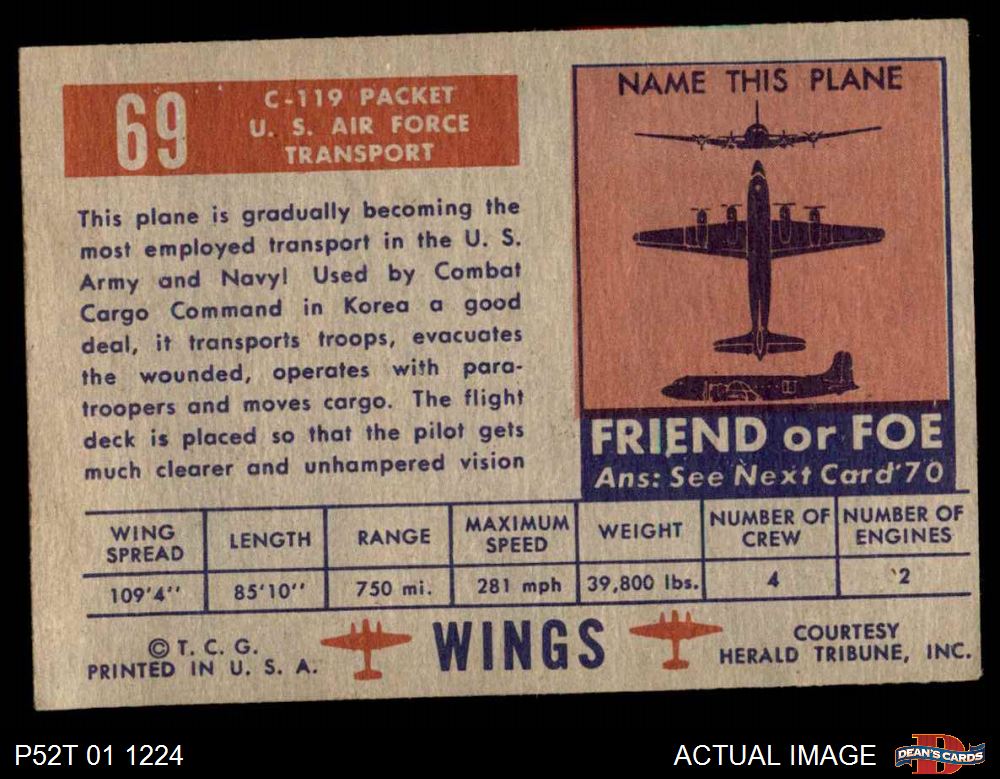 69
C-119 PACKET
U. S. AIR FORCE
TRANSPORT
This plane is gradually becoming the
most employed transport in the U. S.
Army and Navy! Used by Combat
Cargo Command in Korea a good
deal, it transports troops, evacuates
the wounded, operates with para-
troopers and moves cargo. The flight
deck is placed so that the pilot gets
much clearer and unhampered vision
NAME THIS PLANE
FRIEND or FOE
Ans: See Next Card '70
WING SPREAD LENGTH RANGE MAXIMUM SPEED WEIGHT NUMBER OF CREW NUMBER OF ENGINES
109'4'' 85'10'' 750 mi. 281 mph 39,800 lbs. 4 2
© T. C. G.
PRINTED IN U. S. A.
WINGS
COURTESY
HERALD TRIBUNE, INC.
P52T 01 1224
ACTUAL IMAGE
DEAN'S CARDS